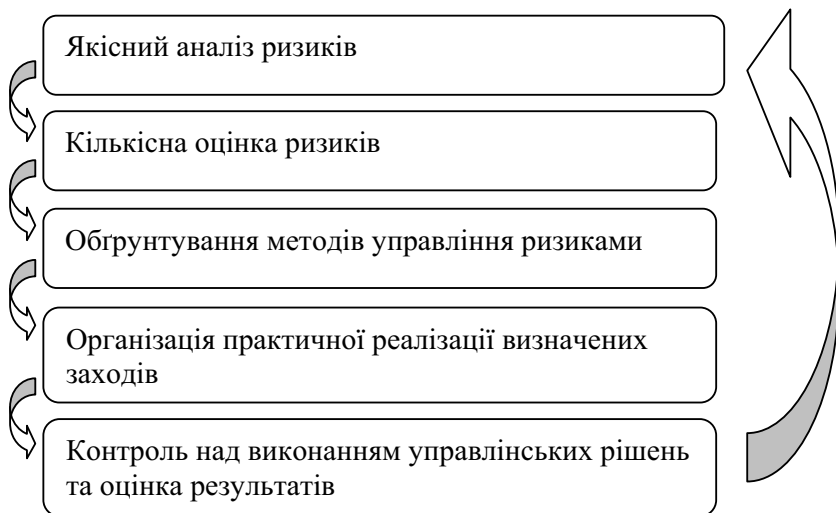 Якісний аналіз ризиків
Кількісна оцінка ризиків
Обґрунтування методів управління ризиками
Організація практичної реалізації визначених
заходів
Контроль над виконанням управлінських рішень
та оцінка результатів